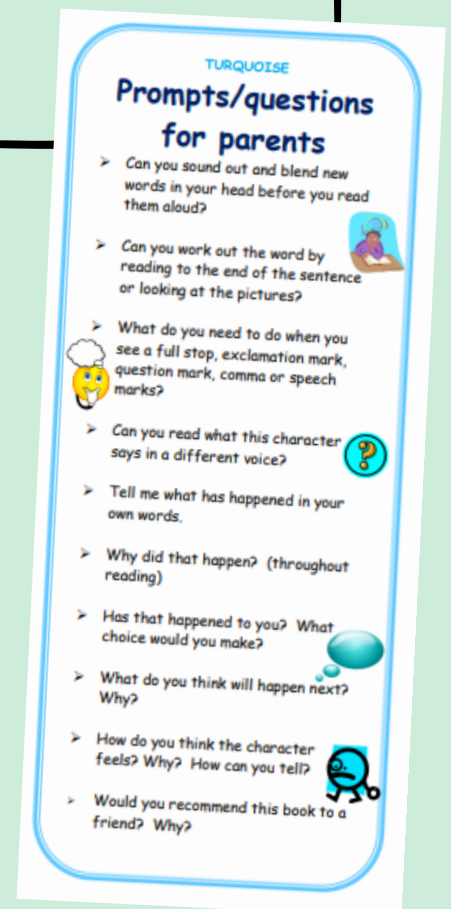 TURQUOISE
Prompts/questions
for parents
➤ Can you sound out and blend new
words in your head before you read
them aloud?
➤ Can you work out the word by
reading to the end of the sentence
or looking at the pictures?
➤ What do you need to do when you
see a full stop, exclamation mark,
question mark, comma or speech
marks?
➤ Can you read what this character
says in a different voice?
?
➤ Tell me what has happened in your
own words.
➤ Why did that happen? (throughout
reading)
➤ Has that happened to you? What
choice would you make?
➤ What do you think will happen next?
Why?
➤ How do you think the character
feels? Why? How can you tell?
➤ Would you recommend this book to a
friend? Why?